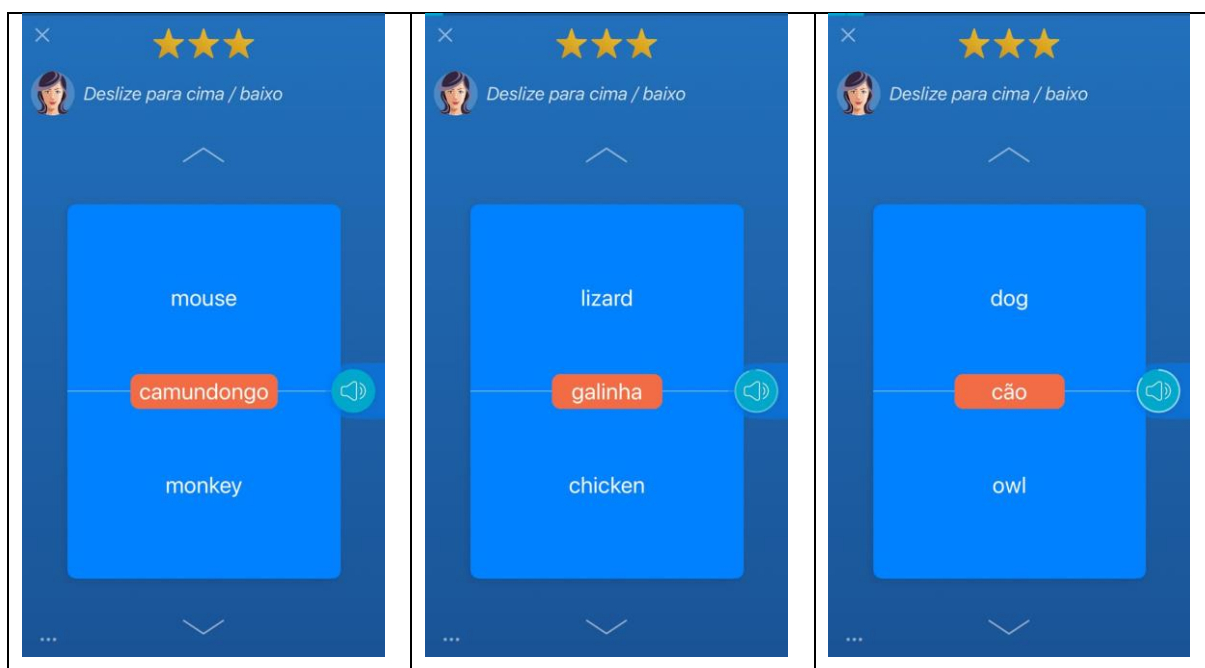 Deslize para cima / baixo
mouse
camundongo
monkey
Deslize para cima / baixo
lizard
galinha
chicken
Deslize para cima / baixo
dog
cão
owl